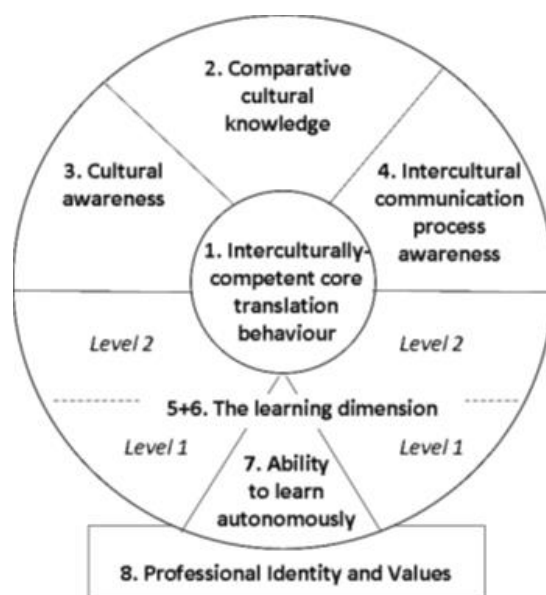 2. Comparative
cultural
knowledge
3. Cultural
awareness
4. Intercultural
communication
process
awareness
1. Interculturally-
competent core
translation
behaviour
Level 2
Level 2
5+6. The learning dimension
Level 1
Level 1
7. Ability
to learn
autonomously
8. Professional Identity and Values